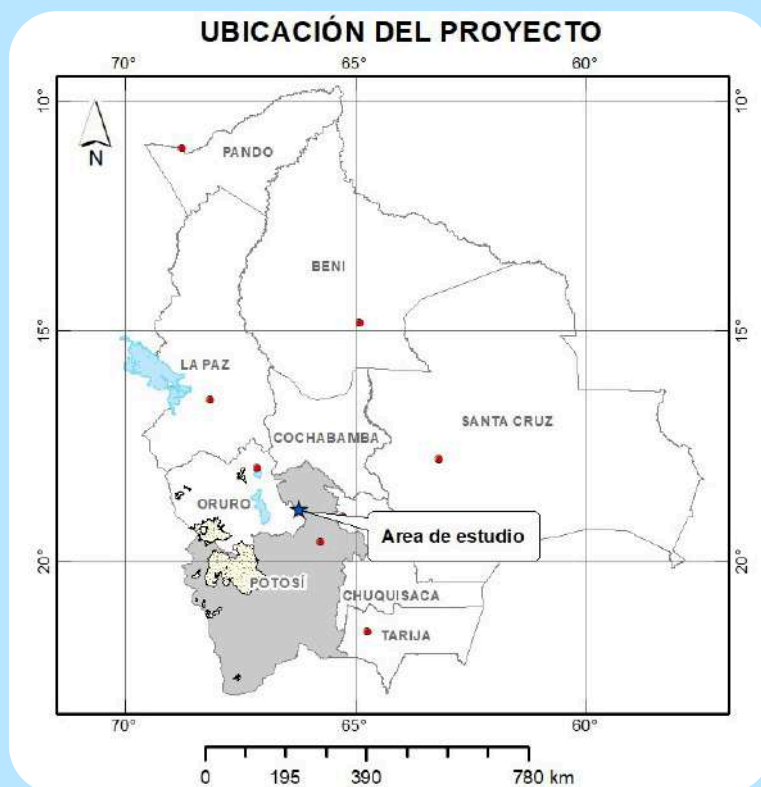 UBICACIÓN DEL PROYECTO
70° 65° 60°
10°
10°
N
PANDO
BENI
15°
15°
LA PAZ
SANTA CRUZ
COCHABAMBA
ORURO
Area de estudio
20°
20°
POTOSÍ
CHUQUISACA
TARIJA
70° 65° 60°
0 195 390 780 km